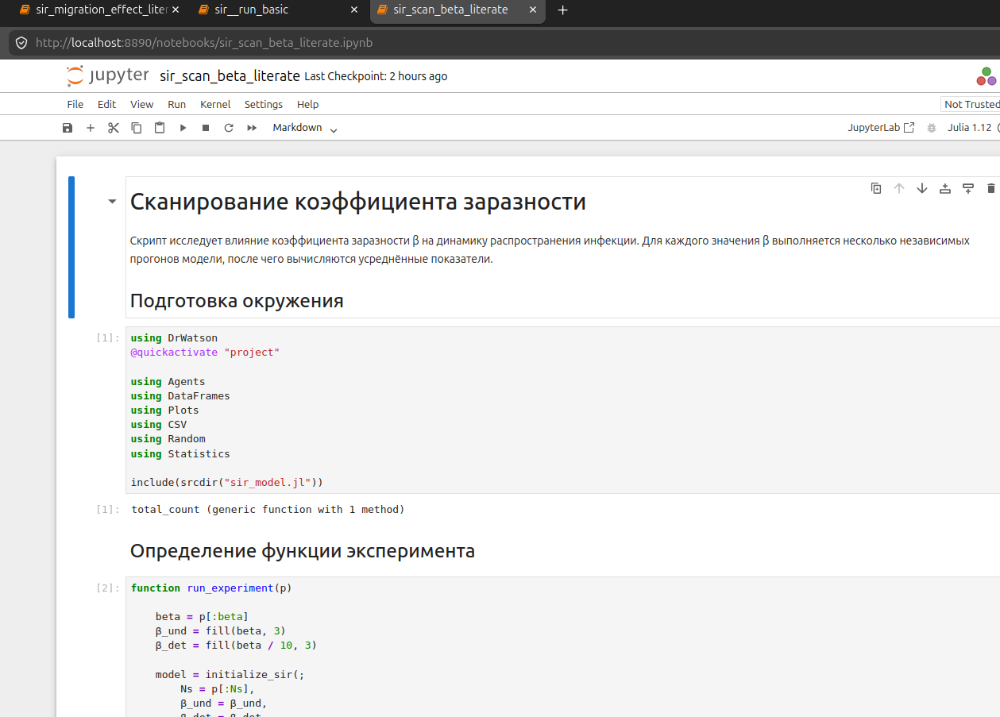 sir_migration_effect_liter × sir__run_basic × sir_scan_beta_literate × +
http://localhost:8890/notebooks/sir_scan_beta_literate.ipynb
jupyter sir_scan_beta_literate Last Checkpoint: 2 hours ago
File Edit View Run Kernel Settings Help Not Trusted
Markdown JupyterLab Julia 1.12
Сканирование коэффициента заразности
Скрипт исследует влияние коэффициента заразности β на динамику распространения инфекции. Для каждого значения β выполняется несколько независимых
прогонов модели, после чего вычисляются усреднённые показатели.
Подготовка окружения
[1]: using DrWatson
@quickactivate "project"
using Agents
using DataFrames
using Plots
using CSV
using Random
using Statistics
include(srcdir("sir_model.jl"))
[1]: total_count (generic function with 1 method)
Определение функции эксперимента
[2]: function run_experiment(p)
beta = p[:beta]
β_und = fill(beta, 3)
β_det = fill(beta / 10, 3)
model = initialize_sir(;
Ns = p[:Ns],
β_und = β_und,
β_det = β_det